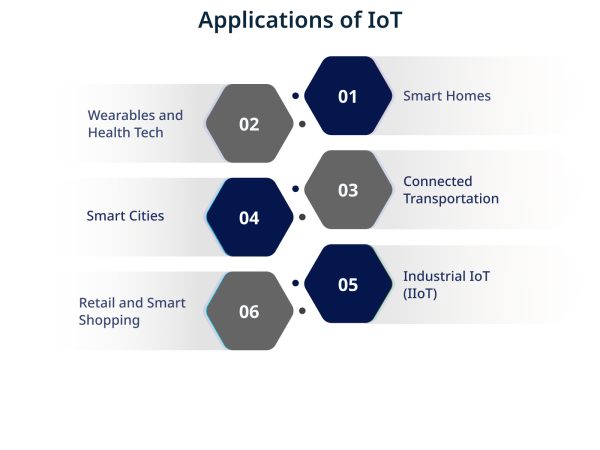 Applications of IoT
01
Smart Homes
02
Wearables and
Health Tech
03
Connected
Transportation
04
Smart Cities
05
Industrial IoT
(IIoT)
06
Retail and Smart
Shopping